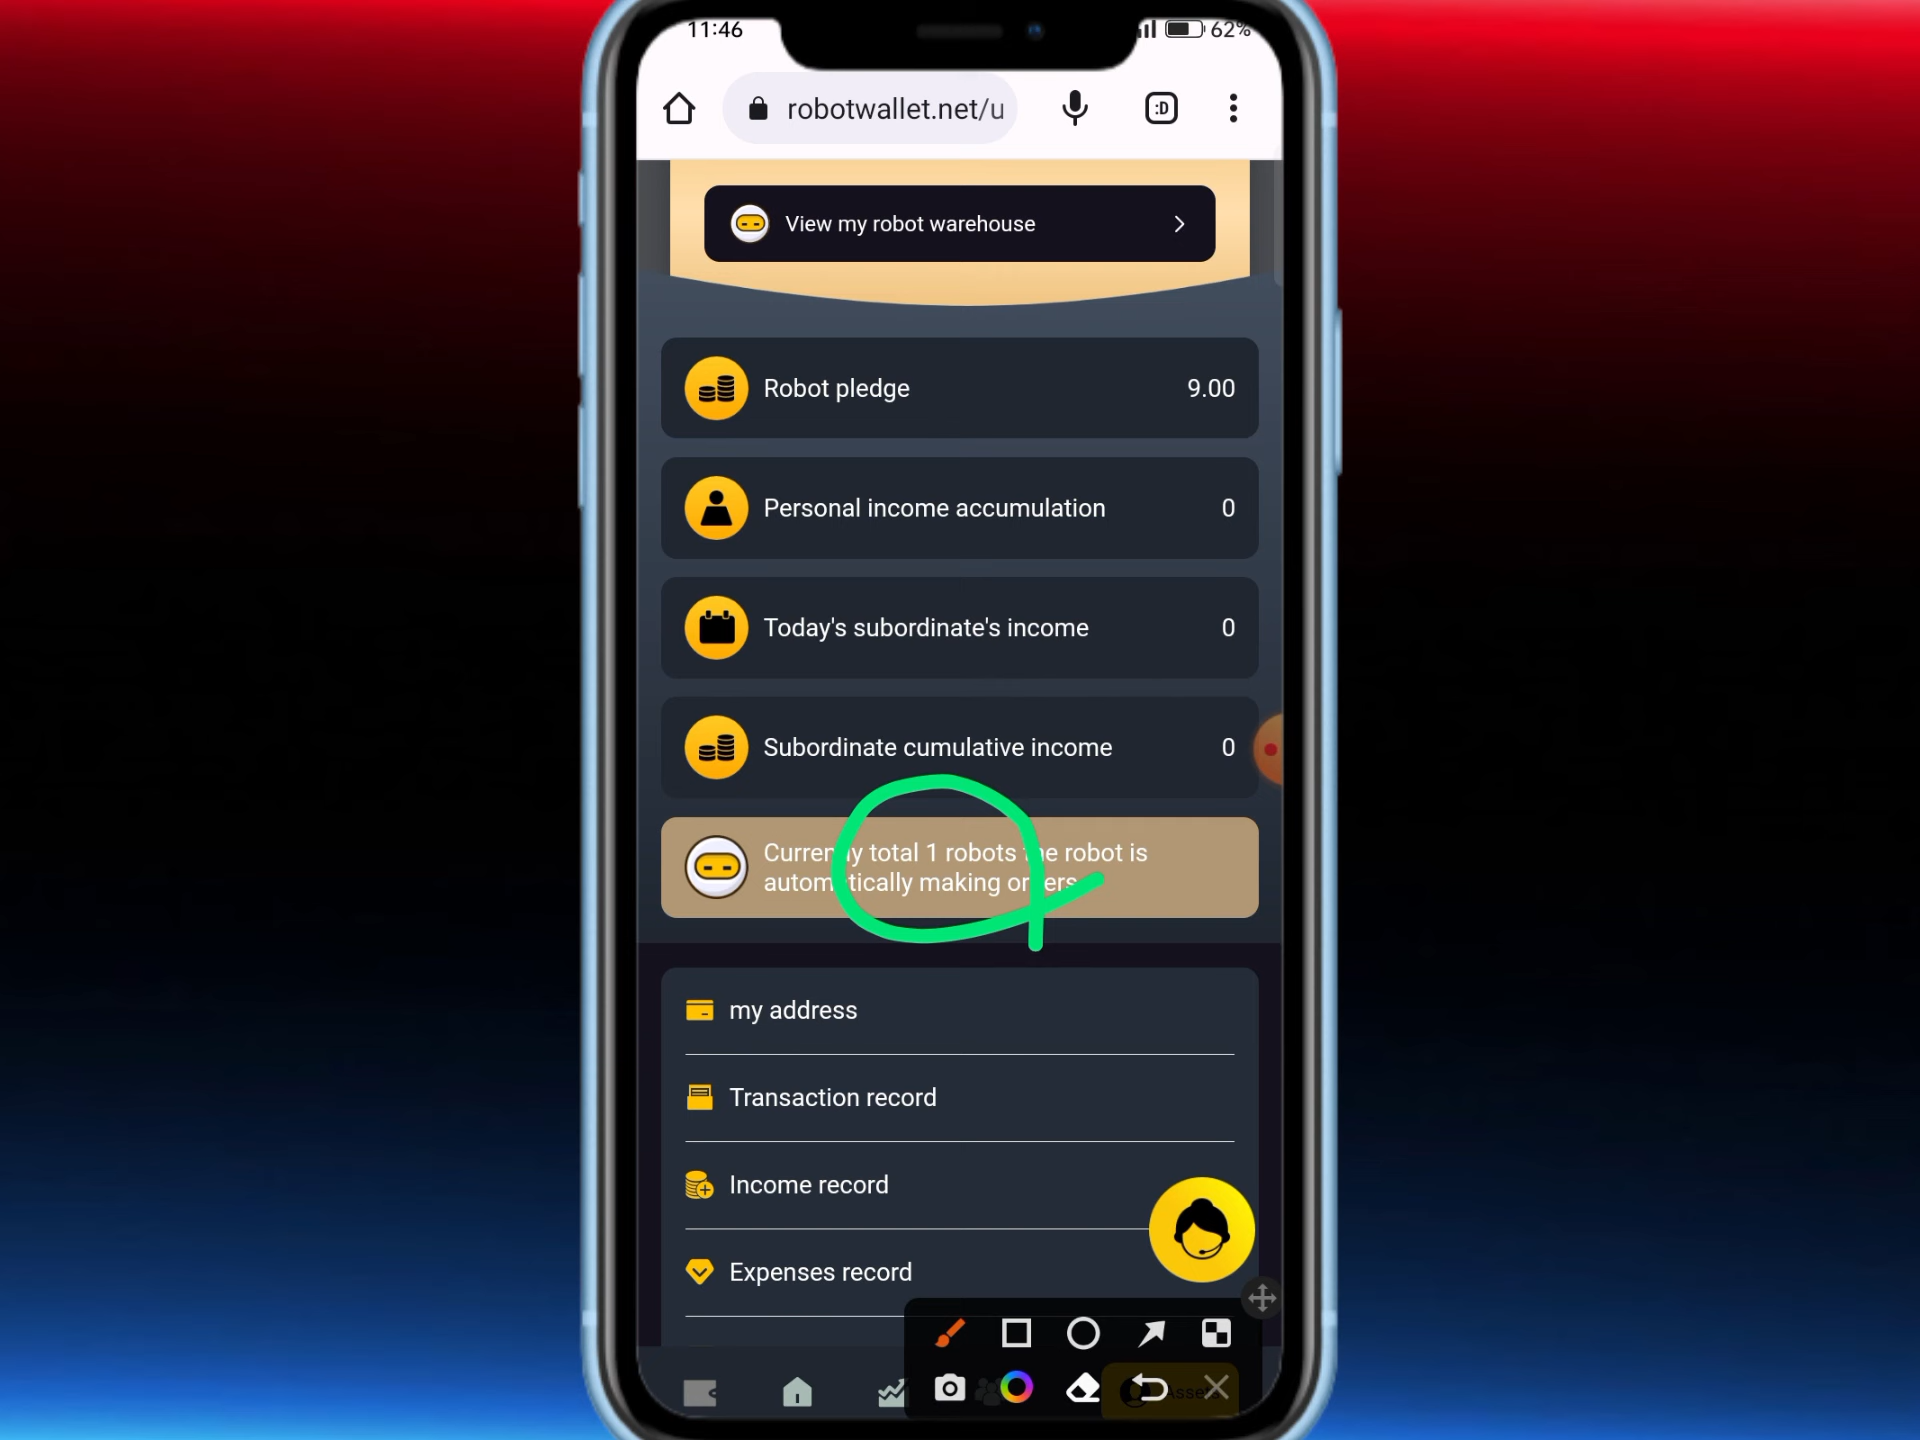 11:46
62%
robotwallet.net/u
:D
View my robot warehouse
Robot pledge
9.00
Personal income accumulation
0
Today's subordinate's income
0
Subordinate cumulative income
0
Currently total 1 robots the robot is
automatically making orders
my address
Transaction record
Income record
Expenses record